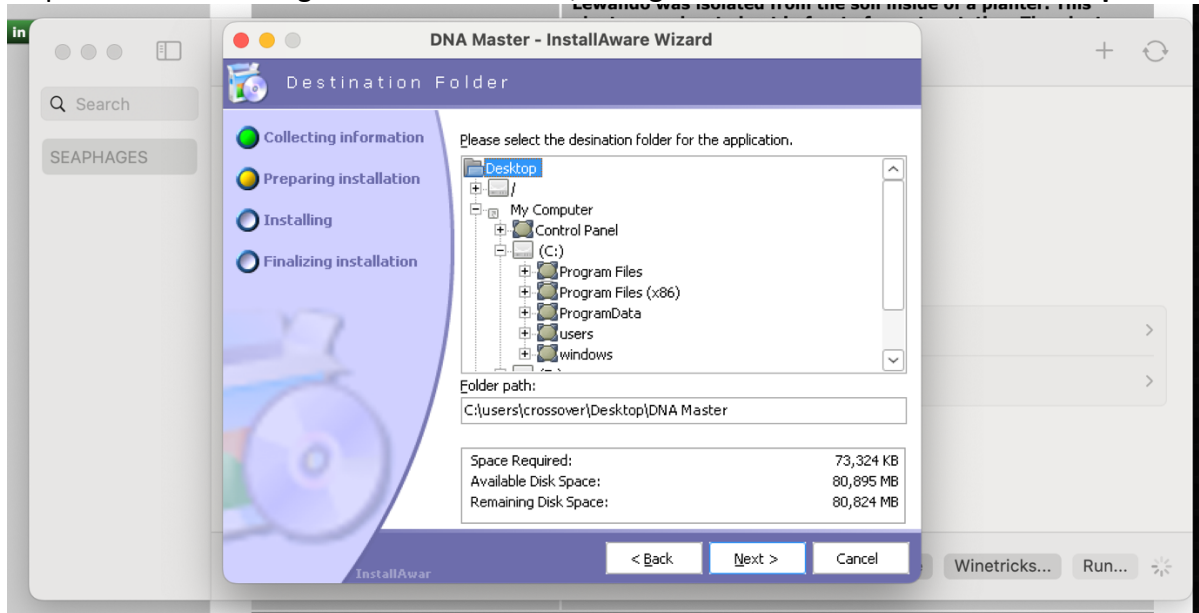 Lewando was isolated from the soil inside of a planter. This
in
DNA Master - InstallAware Wizard
Search
SEAPHAGES
Destination Folder
Collecting information
Preparing installation
Installing
Finalizing installation
Please select the desination folder for the application.
Desktop
/
My Computer
Control Panel
(C:)
Program Files
Program Files (x86)
ProgramData
users
windows
Folder path:
C:\users\crossover\Desktop\DNA Master
Space Required: 73,324 KB
Available Disk Space: 80,895 MB
Remaining Disk Space: 80,824 MB
InstallAwar
< Back
Next >
Cancel
Winetricks...
Run...